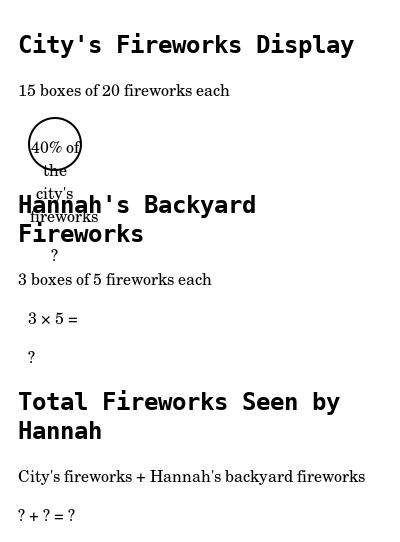 City's Fireworks Display
15 boxes of 20 fireworks each
40% of
the
city's
fireworks
Hannah's Backyard
Fireworks
?
3 boxes of 5 fireworks each
3 × 5 =
?
Total Fireworks Seen by
Hannah
City's fireworks + Hannah's backyard fireworks
? + ? = ?